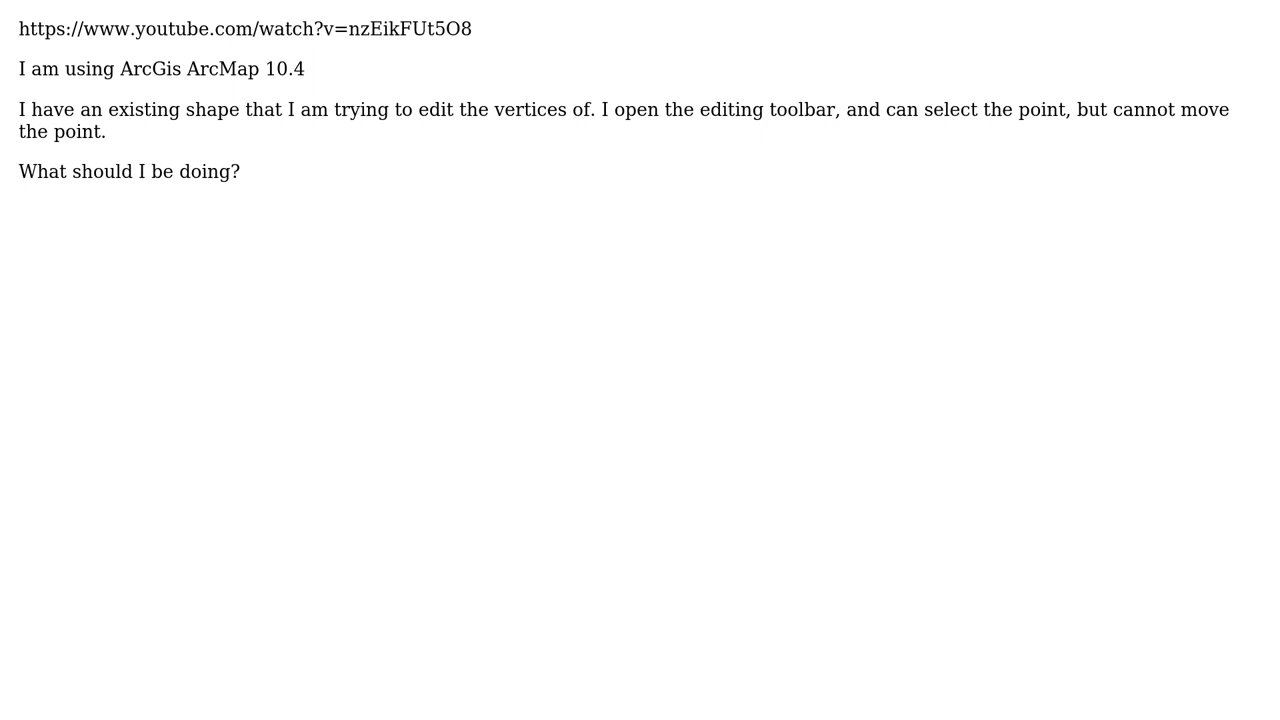 https://www.youtube.com/watch?v=nzEikFUt5O8
I am using ArcGis ArcMap 10.4
I have an existing shape that I am trying to edit the vertices of. I open the editing toolbar, and can select the point, but cannot move
the point.
What should I be doing?